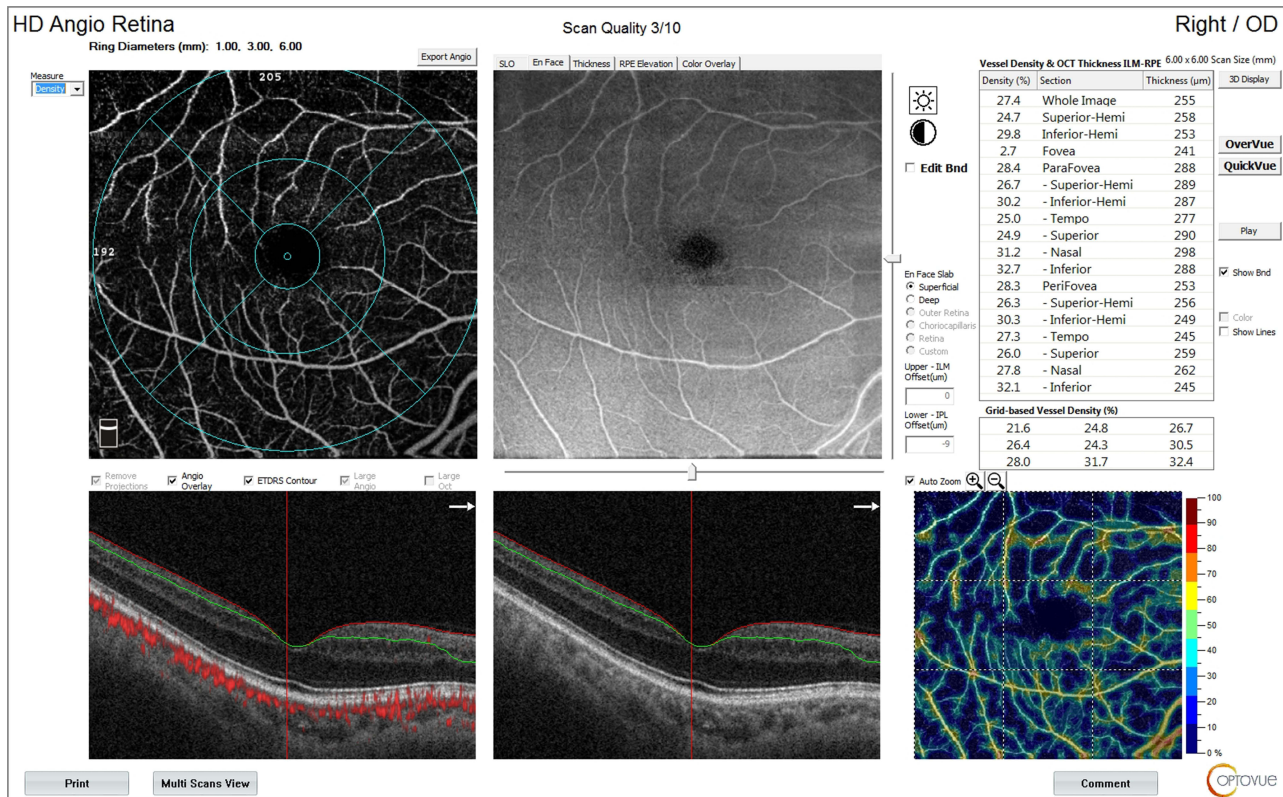 HD Angio Retina
Scan Quality 3/10
Right / OD
Ring Diameters (mm): 1.00, 3.00, 6.00
Export Angio
Measure
Density
205
192
SLO En Face Thickness RPE Elevation Color Overlay
Edit Bnd
En Face Slab
Superficial
Deep
Outer Retina
Choriocapillaris
Retina
Custom
Upper - ILM
Offset(um)
0
Lower - IPL
Offset(um)
-9
Vessel Density & OCT Thickness ILM-RPE 6.00 x 6.00 Scan Size (mm)
Density (%) Section Thickness (µm)
27.4 Whole Image 255
24.7 Superior-Hemi 258
29.8 Inferior-Hemi 253
2.7 Fovea 241
28.4 ParaFovea 288
26.7 - Superior-Hemi 289
30.2 - Inferior-Hemi 287
25.0 - Tempo 277
24.9 - Superior 290
31.2 - Nasal 298
32.7 - Inferior 288
28.3 PeriFovea 253
26.3 - Superior-Hemi 256
30.3 - Inferior-Hemi 249
27.3 - Tempo 245
26.0 - Superior 259
27.8 - Nasal 262
32.1 - Inferior 245
Grid-based Vessel Density (%)
21.6 24.8 26.7
26.4 24.3 30.5
28.0 31.7 32.4
3D Display
OverVue
QuickVue
Play
Show Bnd
Color
Show Lines
Remove
Projections
Angio
Overlay
ETDRS Contour
Large
Angio
Large
Oct
Auto Zoom
100
90
80
70
60
50
40
30
20
10
0 %
Print
Multi Scans View
Comment
OPTOVUE